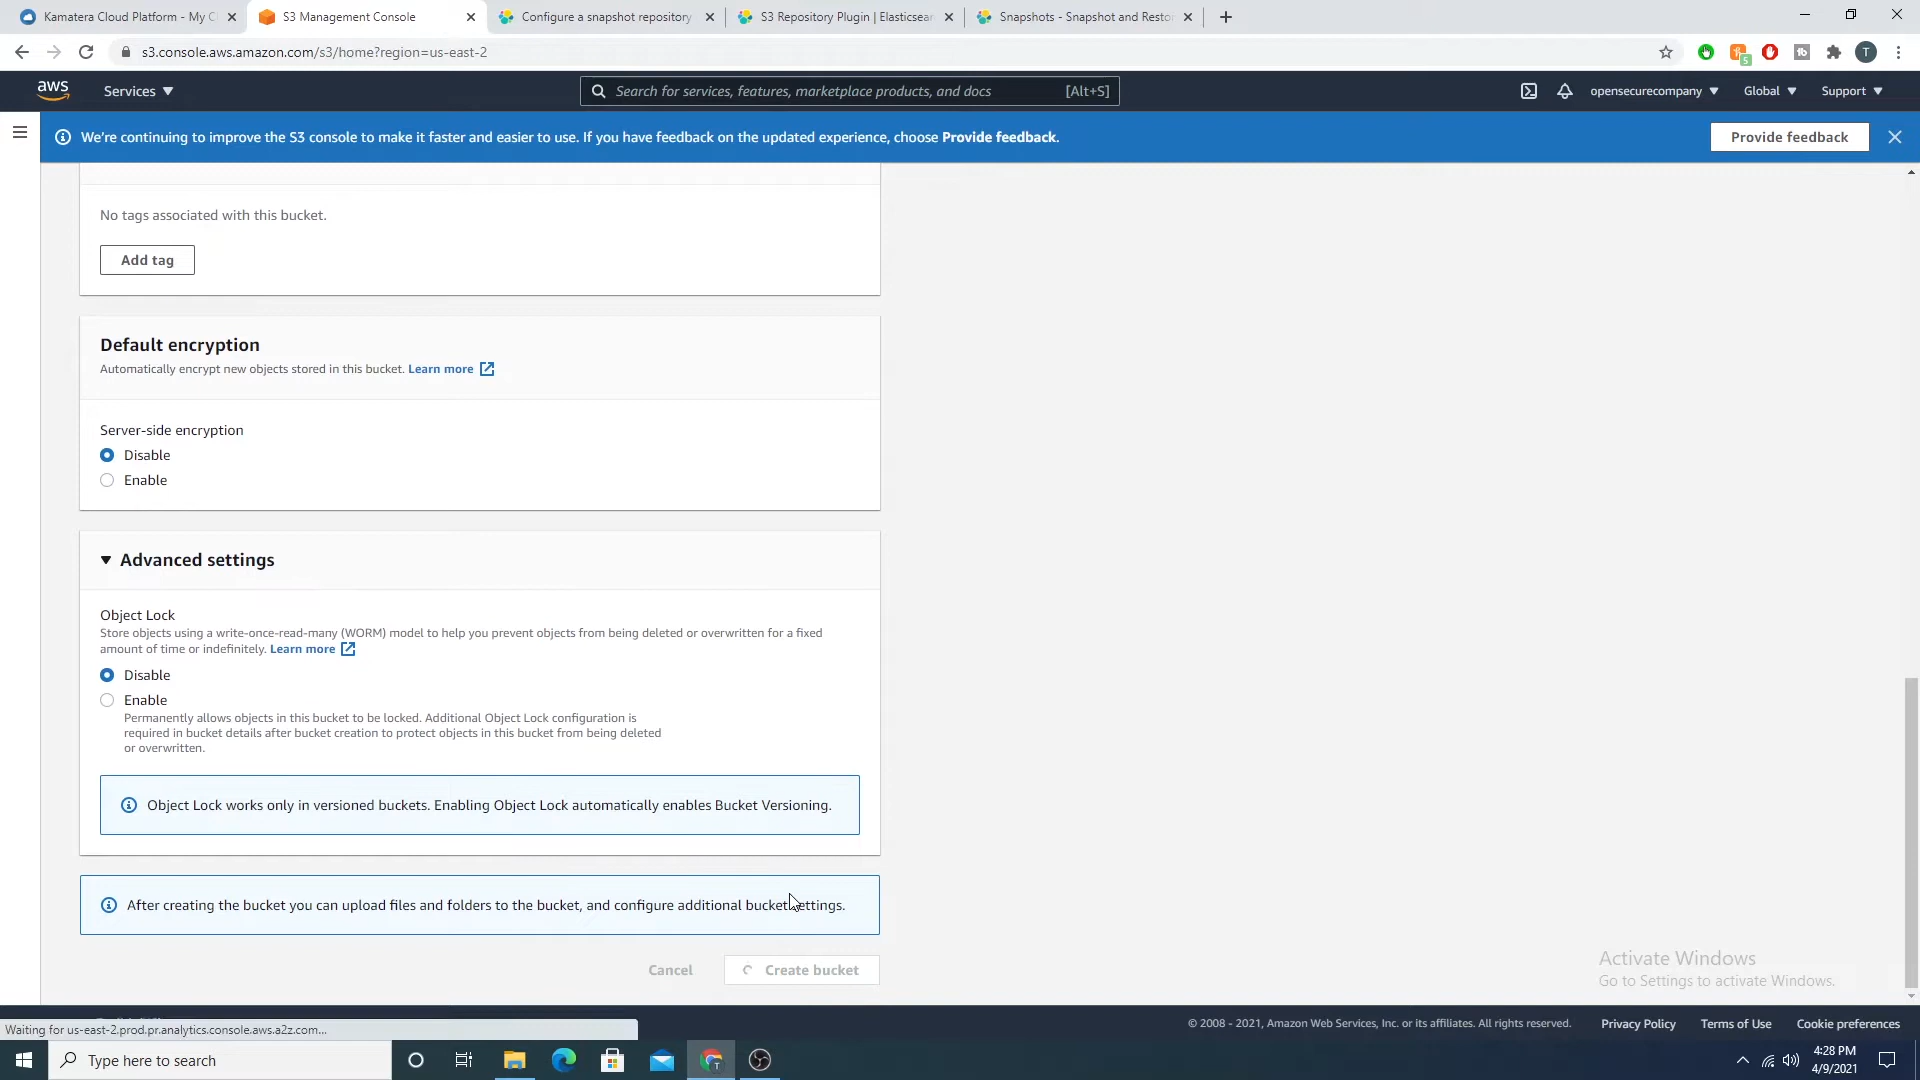 Kamatera Cloud Platform - My C
S3 Management Console
Configure a snapshot repository
S3 Repository Plugin | Elasticsear
Snapshots - Snapshot and Resto
s3.console.aws.amazon.com/s3/home?region=us-east-2
5
T
aws
Services
Search for services, features, marketplace products, and docs
[Alt+S]
opensecurecompany
Global
Support
We're continuing to improve the S3 console to make it faster and easier to use. If you have feedback on the updated experience, choose Provide feedback.
Provide feedback
No tags associated with this bucket.
Add tag
Default encryption
Automatically encrypt new objects stored in this bucket. Learn more
Server-side encryption
Disable
Enable
Advanced settings
Object Lock
Store objects using a write-once-read-many (WORM) model to help you prevent objects from being deleted or overwritten for a fixed
amount of time or indefinitely. Learn more
Disable
Enable
Permanently allows objects in this bucket to be locked. Additional Object Lock configuration is
required in bucket details after bucket creation to protect objects in this bucket from being deleted
or overwritten.
Object Lock works only in versioned buckets. Enabling Object Lock automatically enables Bucket Versioning.
After creating the bucket you can upload files and folders to the bucket, and configure additional bucket settings.
Cancel
Create bucket
Activate Windows
Go to Settings to activate Windows.
Waiting for us-east-2.prod.pr.analytics.console.aws.a2z.com...
© 2008 - 2021, Amazon Web Services, Inc. or its affiliates. All rights reserved.
Privacy Policy
Terms of Use
Cookie preferences
Type here to search
4:28 PM
4/9/2021